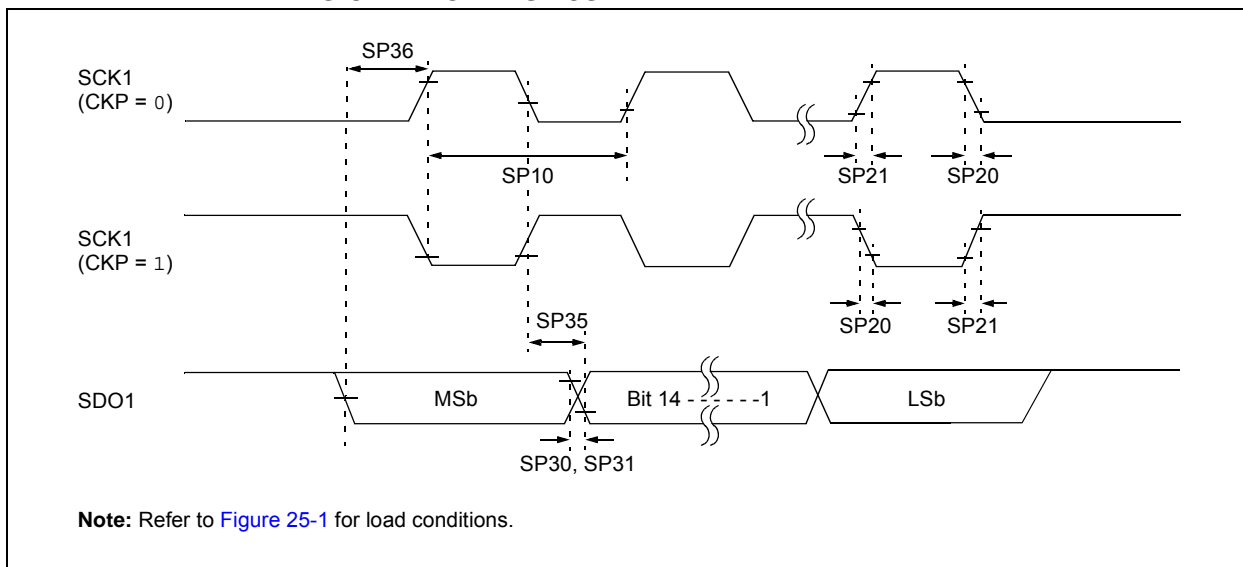 SP36
SCK1
(CKP = 0)
SP10
SP21
SP20
SCK1
(CKP = 1)
SP35
SP20
SP21
SDO1
MSb
Bit 14 - - - - - -1
LSb
SP30, SP31
Note: Refer to Figure 25-1 for load conditions.